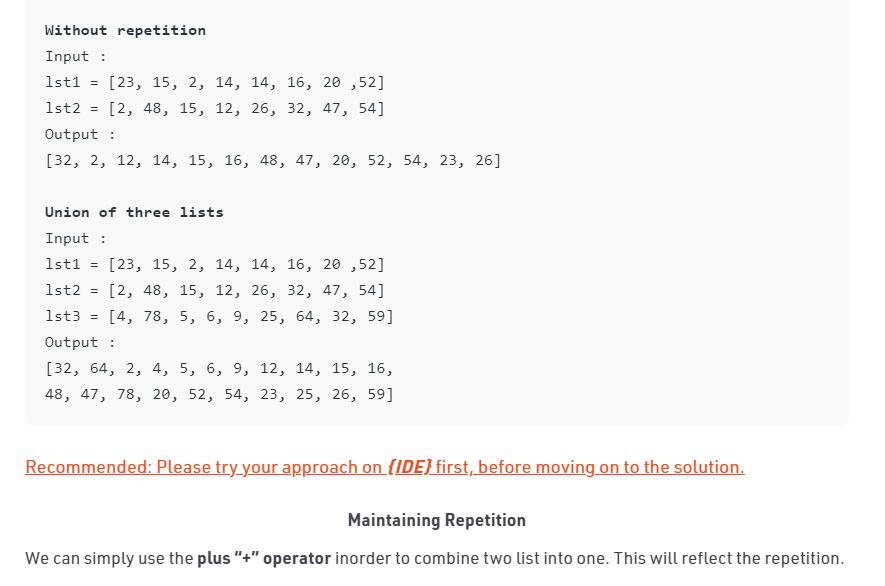 Without repetition
Input :
lst1 = [23, 15, 2, 14, 14, 16, 20 ,52]
lst2 = [2, 48, 15, 12, 26, 32, 47, 54]
Output :
[32, 2, 12, 14, 15, 16, 48, 47, 20, 52, 54, 23, 26]
Union of three lists
Input :
lst1 = [23, 15, 2, 14, 14, 16, 20 ,52]
lst2 = [2, 48, 15, 12, 26, 32, 47, 54]
lst3 = [4, 78, 5, 6, 9, 25, 64, 32, 59]
Output :
[32, 64, 2, 4, 5, 6, 9, 12, 14, 15, 16,
48, 47, 78, 20, 52, 54, 23, 25, 26, 59]
Recommended: Please try your approach on {IDE} first, before moving on to the solution.
Maintaining Repetition
We can simply use the plus “+” operator inorder to combine two list into one. This will reflect the repetition.